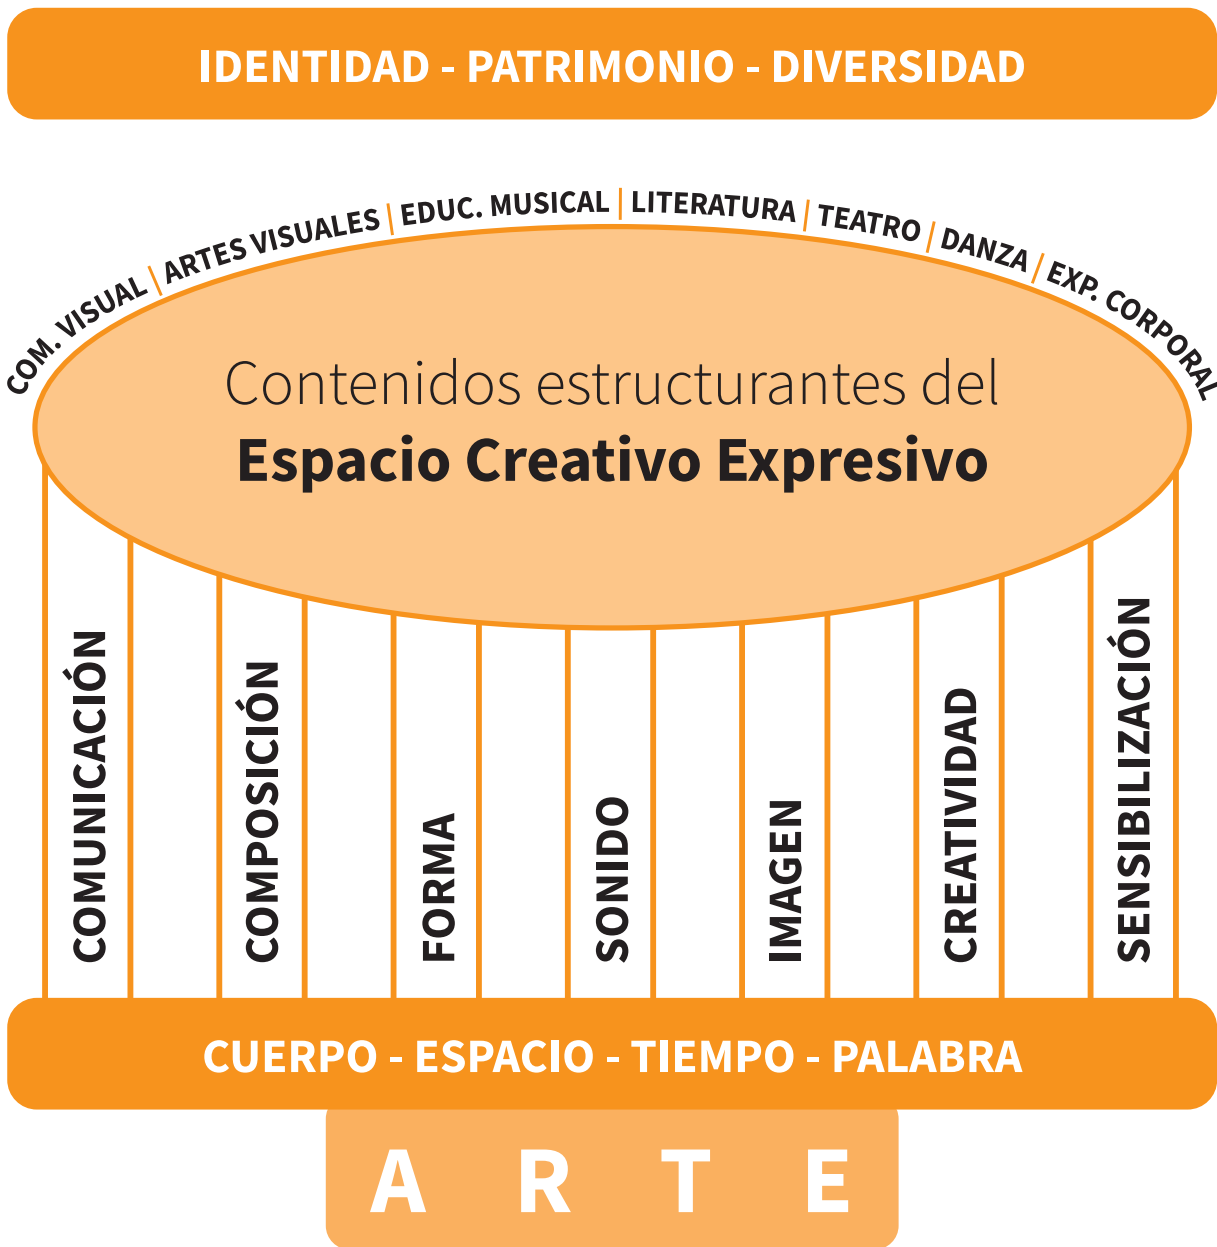 IDENTIDAD - PATRIMONIO - DIVERSIDAD
COM. VISUAL | ARTES VISUALES | EDUC. MUSICAL | LITERATURA | TEATRO | DANZA | EXP. CORPORAL
Contenidos estructurantes del
Espacio Creativo Expresivo
COMUNICACIÓN
COMPOSICIÓN
FORMA
SONIDO
IMAGEN
CREATIVIDAD
SENSIBILIZACIÓN
CUERPO - ESPACIO - TIEMPO - PALABRA
A R T E